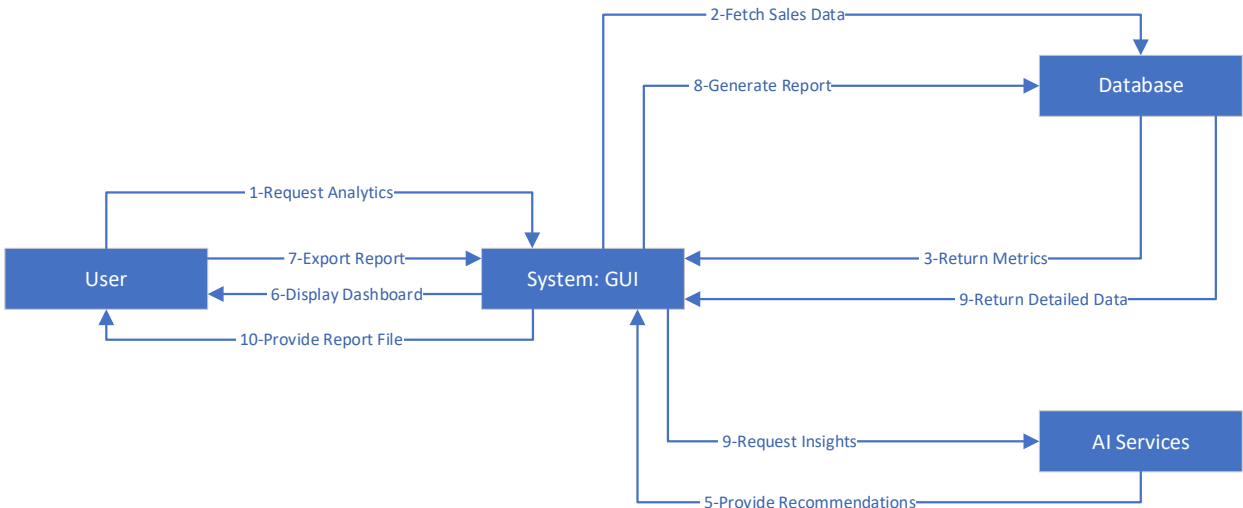 2-Fetch Sales Data
8-Generate Report
Database
1-Request Analytics
7-Export Report
3-Return Metrics
User
System: GUI
6-Display Dashboard
9-Return Detailed Data
10-Provide Report File
9-Request Insights
AI Services
5-Provide Recommendations